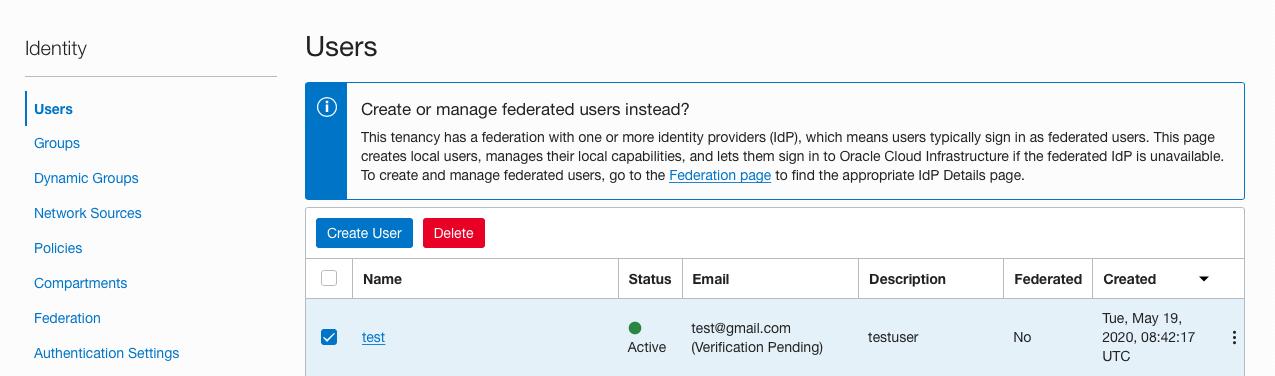 Identity
Users
Groups
Dynamic Groups
Network Sources
Policies
Compartments
Federation
Authentication Settings
Users
Create or manage federated users instead?
This tenancy has a federation with one or more identity providers (IdP), which means users typically sign in as federated users. This page
creates local users, manages their local capabilities, and lets them sign in to Oracle Cloud Infrastructure if the federated IdP is unavailable.
To create and manage federated users, go to the Federation page to find the appropriate IdP Details page.
Create User Delete
Name Status Email Description Federated Created
test Active test@gmail.com (Verification Pending) testuser No Tue, May 19, 2020, 08:42:17 UTC